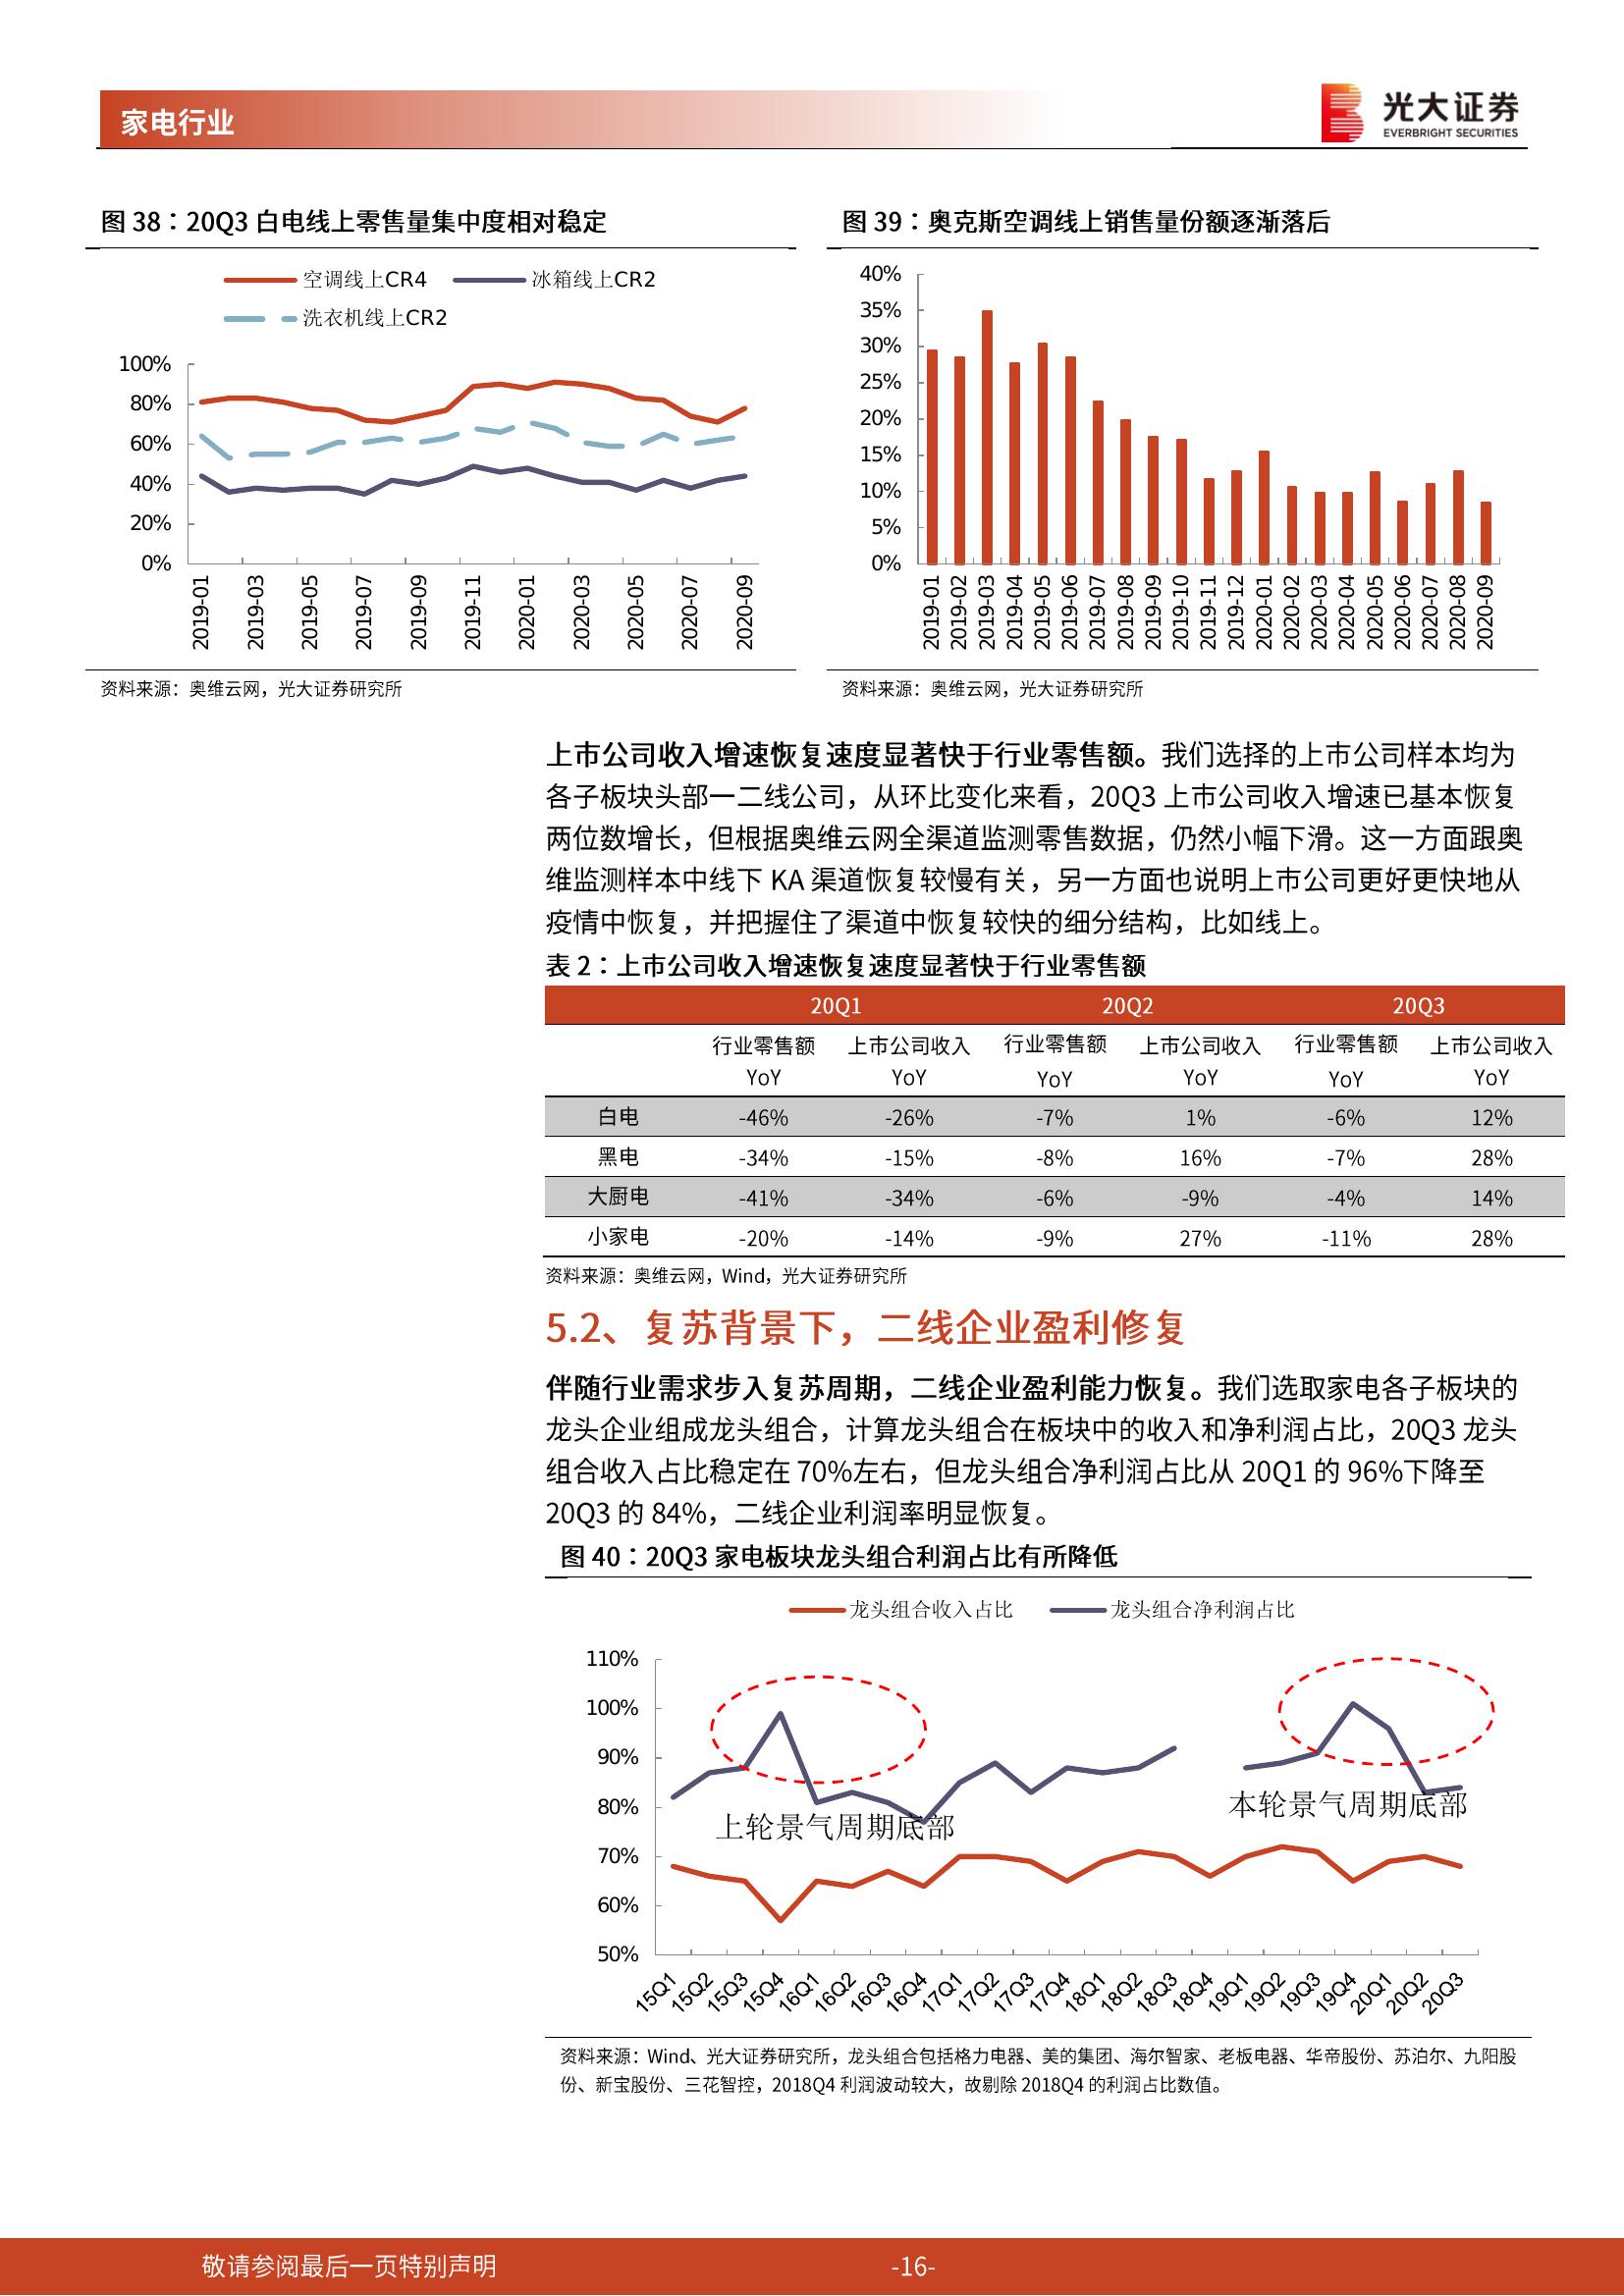 家电行业
光大证券
EVERBRIGHT SECURITIES
图 38：20Q3 白电线上零售量集中度相对稳定
空调线上CR4
冰箱线上CR2
洗衣机线上CR2
100%
80%
60%
40%
20%
0%
2019-01
2019-03
2019-05
2019-07
2019-09
2019-11
2020-01
2020-03
2020-05
2020-07
2020-09
资料来源：奥维云网，光大证券研究所
图 39：奥克斯空调线上销售量份额逐渐落后
40%
35%
30%
25%
20%
15%
10%
5%
0%
2019-01
2019-02
2019-03
2019-04
2019-05
2019-06
2019-07
2019-08
2019-09
2019-10
2019-11
2019-12
2020-01
2020-02
2020-03
2020-04
2020-05
2020-06
2020-07
2020-08
2020-09
资料来源：奥维云网，光大证券研究所
上市公司收入增速恢复速度显著快于行业零售额。我们选择的上市公司样本均为
各子板块头部一二线公司，从环比变化来看，20Q3 上市公司收入增速已基本恢复
两位数增长，但根据奥维云网全渠道监测零售数据，仍然小幅下滑。这一方面跟奥
维监测样本中线下 KA 渠道恢复较慢有关，另一方面也说明上市公司更好更快地从
疫情中恢复，并把握住了渠道中恢复较快的细分结构，比如线上。
表 2：上市公司收入增速恢复速度显著快于行业零售额
20Q1 20Q2 20Q3
行业零售额 上市公司收入 行业零售额 上市公司收入 行业零售额 上市公司收入
YoY YoY YoY YoY YoY YoY
白电 -46% -26% -7% 1% -6% 12%
黑电 -34% -15% -8% 16% -7% 28%
大厨电 -41% -34% -6% -9% -4% 14%
小家电 -20% -14% -9% 27% -11% 28%
资料来源：奥维云网，Wind，光大证券研究所
5.2、复苏背景下，二线企业盈利修复
伴随行业需求步入复苏周期，二线企业盈利能力恢复。我们选取家电各子板块的
龙头企业组成龙头组合，计算龙头组合在板块中的收入和净利润占比，20Q3 龙头
组合收入占比稳定在 70%左右，但龙头组合净利润占比从 20Q1 的 96%下降至
20Q3 的 84%，二线企业利润率明显恢复。
图 40：20Q3 家电板块龙头组合利润占比有所降低
龙头组合收入占比
龙头组合净利润占比
110%
100%
90%
80%
70%
60%
50%
上轮景气周期底部
本轮景气周期底部
15Q1
15Q2
15Q3
15Q4
16Q1
16Q2
16Q3
16Q4
17Q1
17Q2
17Q3
17Q4
18Q1
18Q2
18Q3
18Q4
19Q1
19Q2
19Q3
19Q4
20Q1
20Q2
20Q3
资料来源：Wind、光大证券研究所，龙头组合包括格力电器、美的集团、海尔智家、老板电器、华帝股份、苏泊尔、九阳股
份、新宝股份、三花智控，2018Q4 利润波动较大，故剔除 2018Q4 的利润占比数值。
敬请参阅最后一页特别声明
-16-